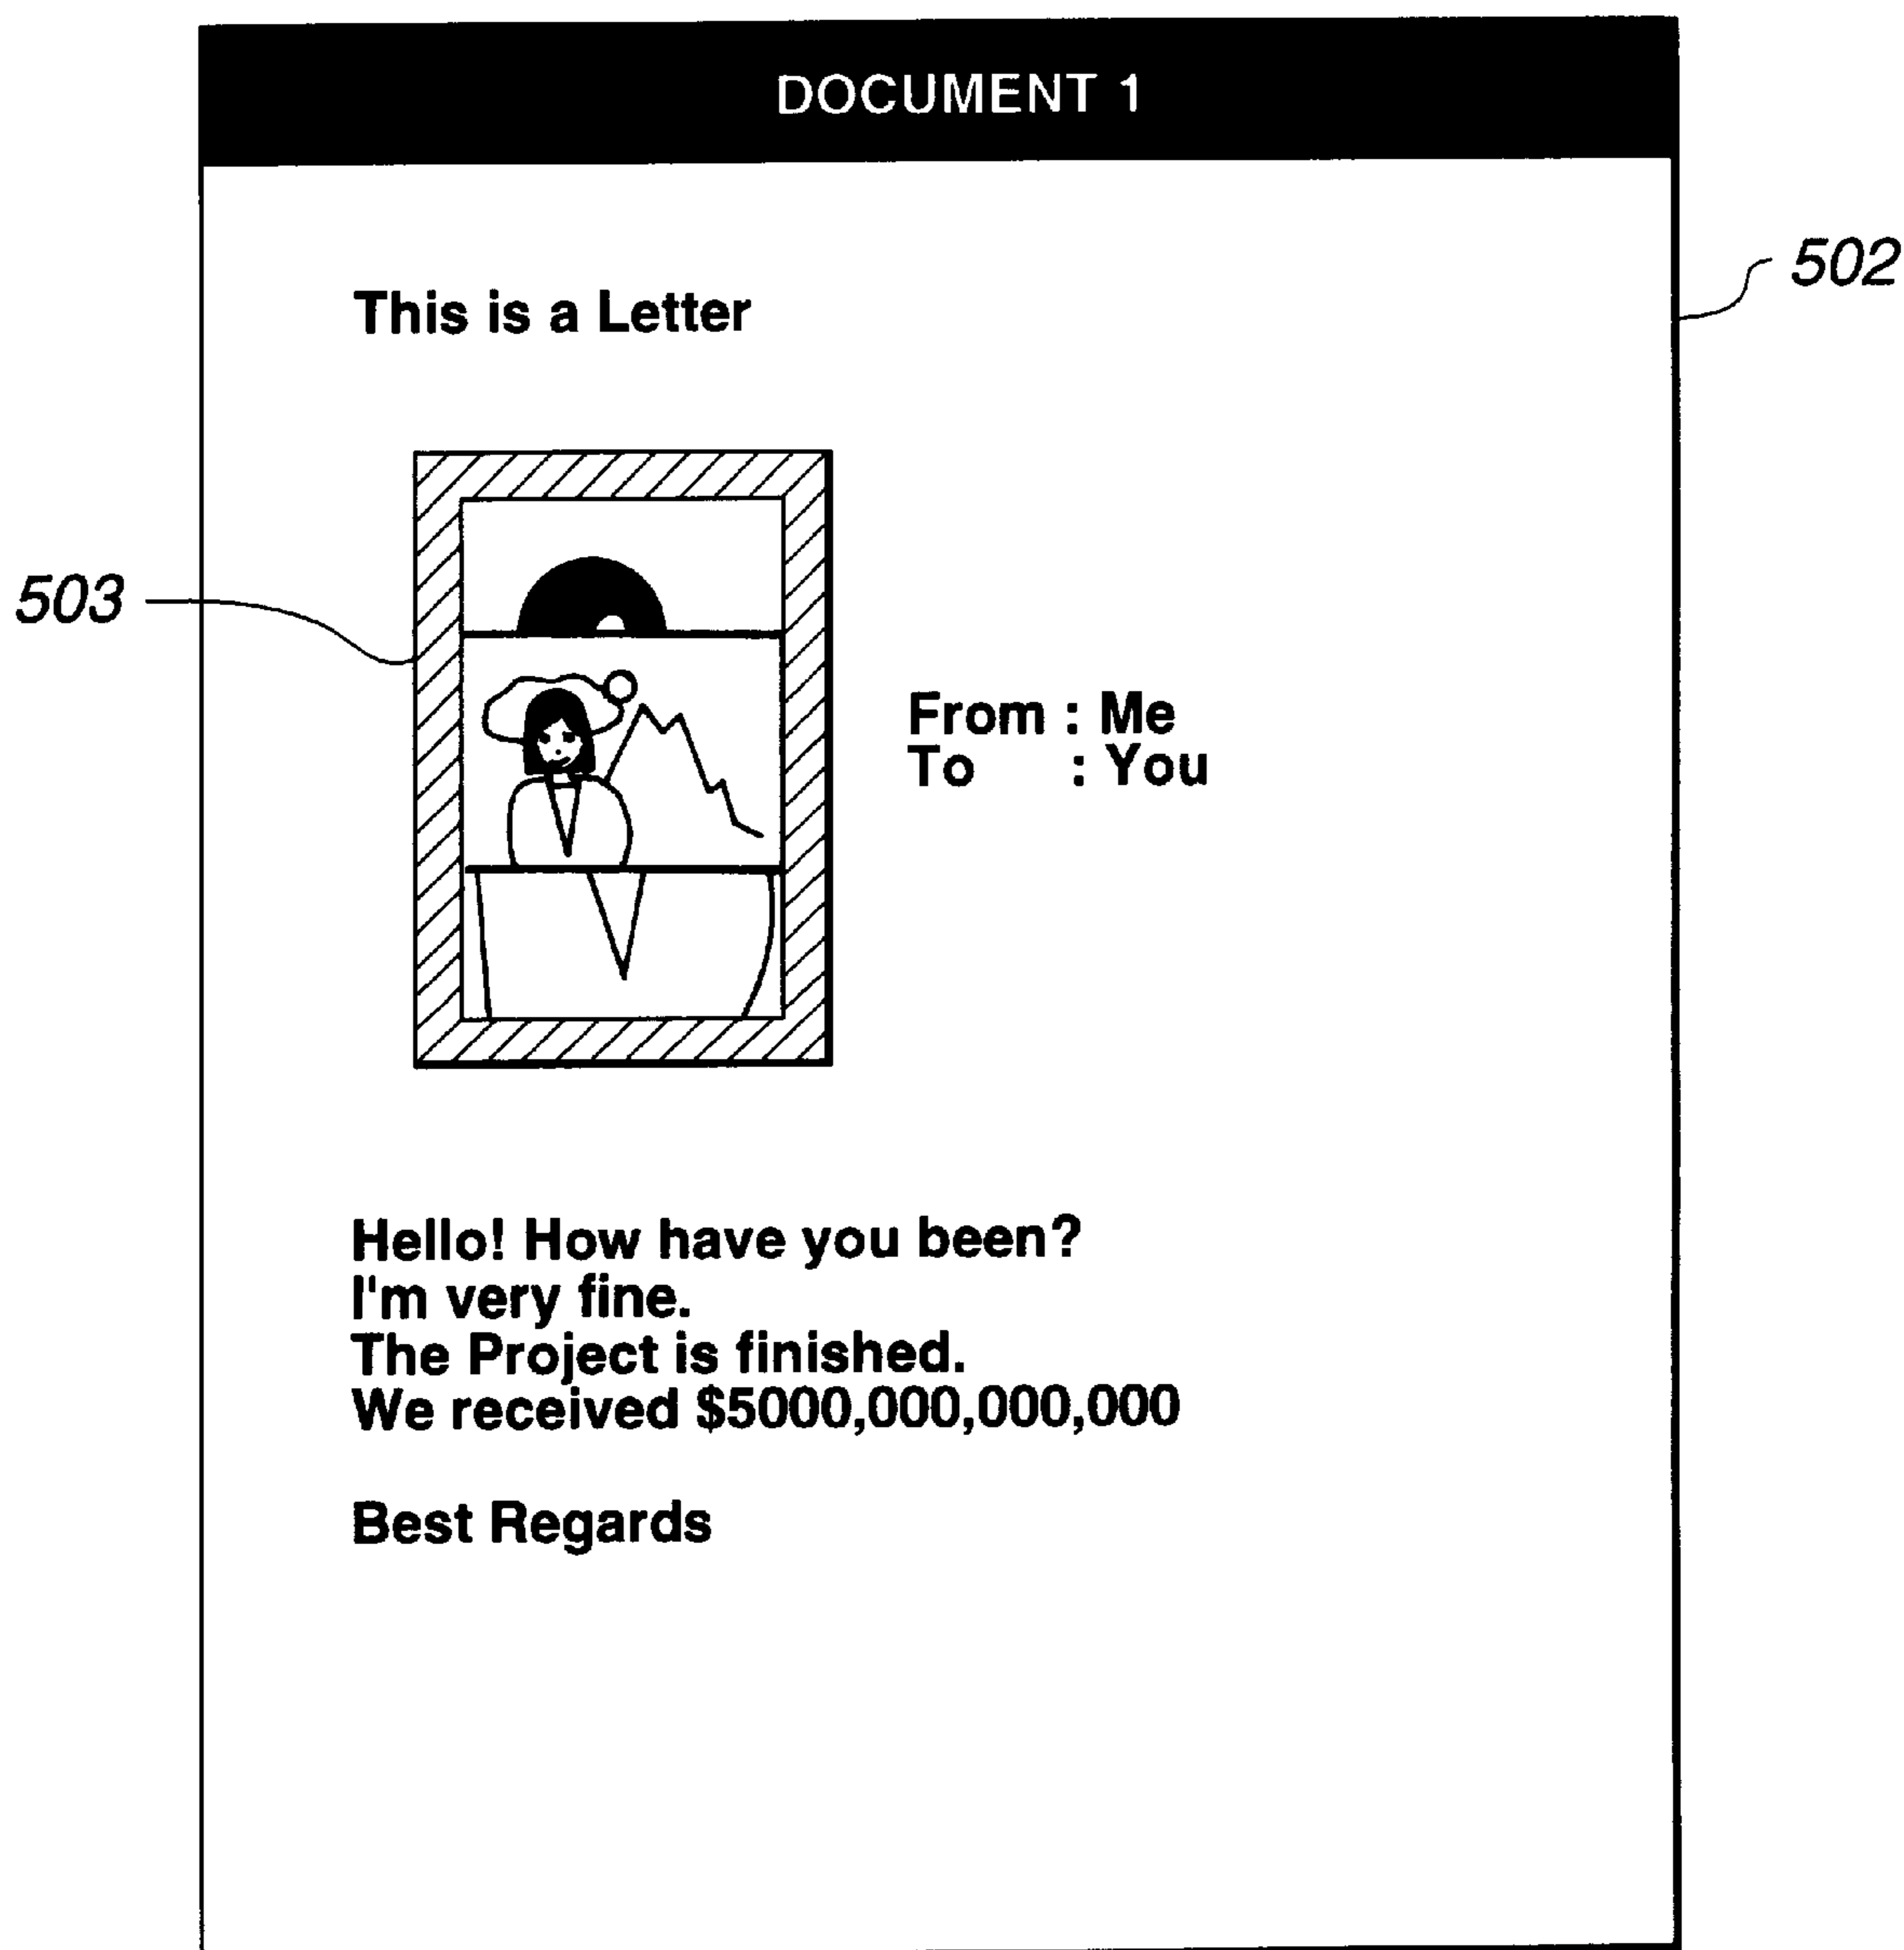 DOCUMENT 1
502
This is a Letter
503
From : Me
To : You
Hello! How have you been?
I'm very fine.
The Project is finished.
We received $5000,000,000,000
Best Regards